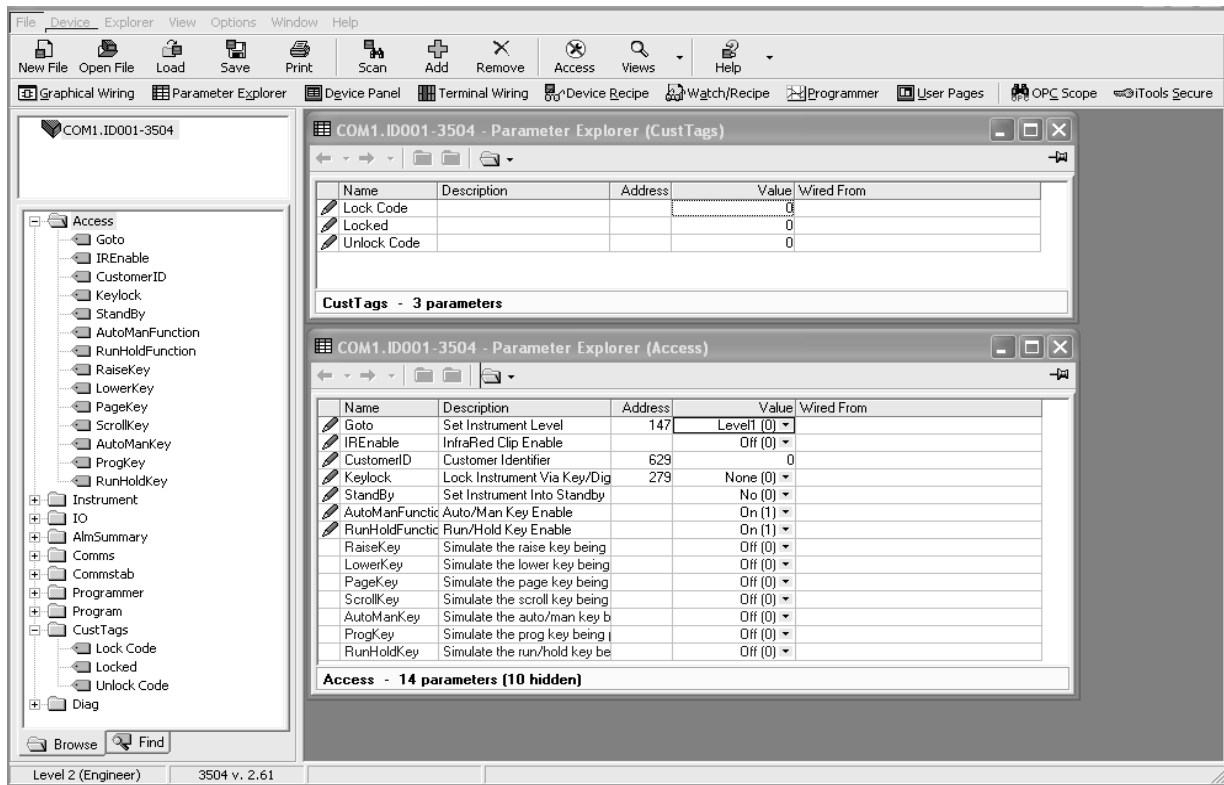 File Device Explorer View Options Window Help
New File Open File Load Save Print Scan Add Remove Access Views Help
Graphical Wiring Parameter Explorer Device Panel Terminal Wiring Device Recipe Watch/Recipe Programmer User Pages OPC Scope iTools Secure
COM1.ID001-3504
Access
Goto
IREnable
CustomerID
Keylock
StandBy
AutoManFunction
RunHoldFunction
RaiseKey
LowerKey
PageKey
ScrollKey
AutoManKey
ProgKey
RunHoldKey
Instrument
IO
AlmSummary
Comms
Commstab
Programmer
Program
CustTags
Lock Code
Locked
Unlock Code
Diag
Browse Find
COM1.ID001-3504 - Parameter Explorer (CustTags)
Name Description Address Value Wired From
Lock Code 0
Locked 0
Unlock Code 0
CustTags - 3 parameters
COM1.ID001-3504 - Parameter Explorer (Access)
Name Description Address Value Wired From
Goto Set Instrument Level 147 Level1 (0)
IREnable InfraRed Clip Enable Off (0)
CustomerID Customer Identifier 629 0
Keylock Lock Instrument Via Key/Dig 279 None (0)
StandBy Set Instrument Into Standby No (0)
AutoManFunctic Auto/Man Key Enable On (1)
RunHoldFunctic Run/Hold Key Enable On (1)
RaiseKey Simulate the raise key being Off (0)
LowerKey Simulate the lower key being Off (0)
PageKey Simulate the page key being Off (0)
ScrollKey Simulate the scroll key being Off (0)
AutoManKey Simulate the auto/man key b Off (0)
ProgKey Simulate the prog key being Off (0)
RunHoldKey Simulate the run/hold key be Off (0)
Access - 14 parameters (10 hidden)
Level 2 (Engineer) 3504 v. 2.61